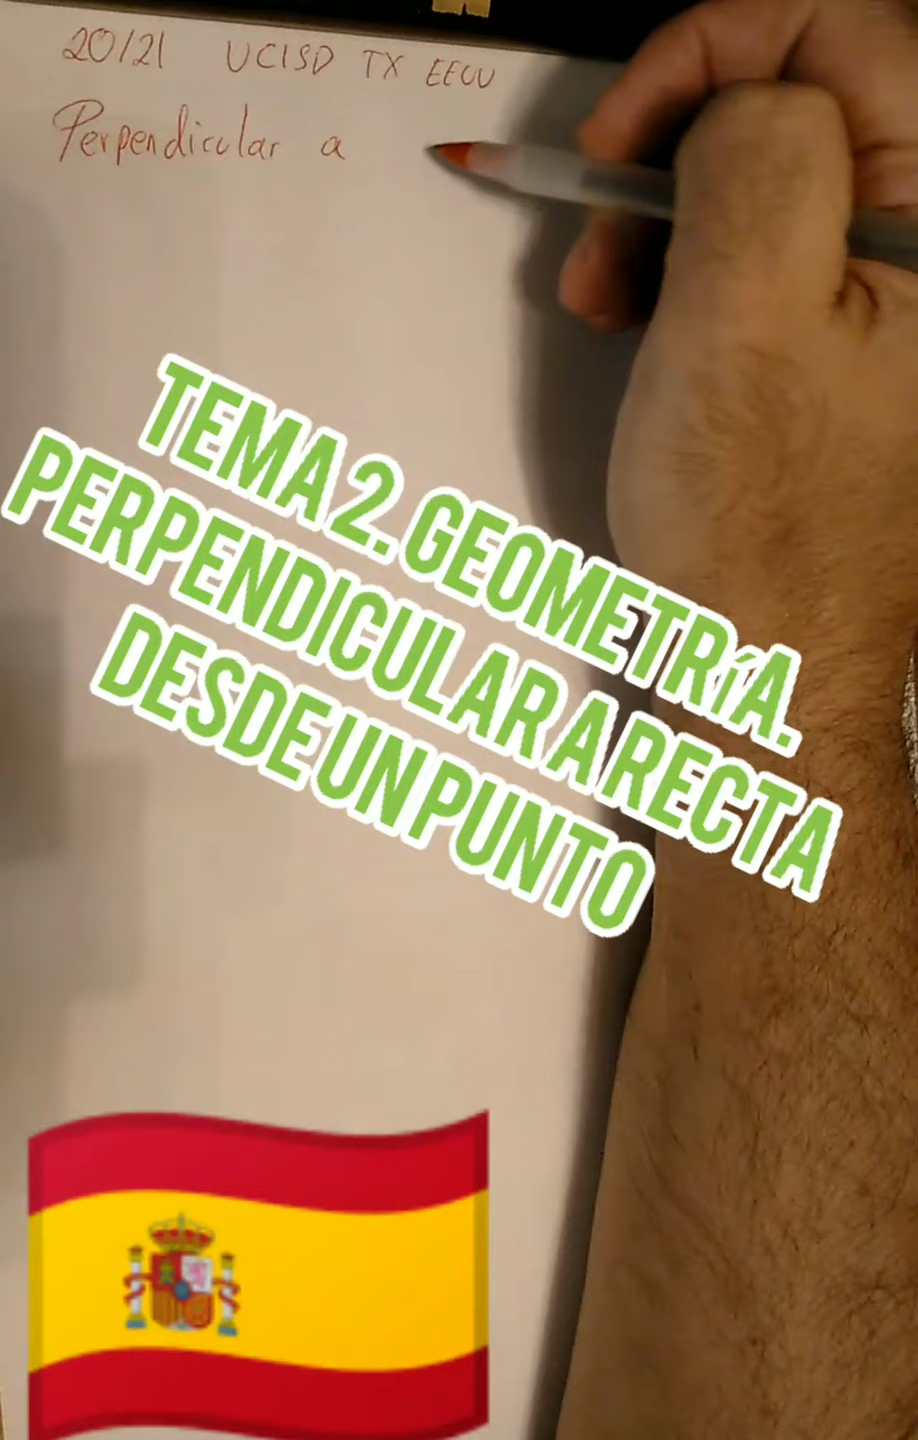 20/21 UCISD TX EEUU
Perpendicular a
TEMA 2. GEOMETRíA.
PERPENDICULAR A RECTA
DESDE UN PUNTO